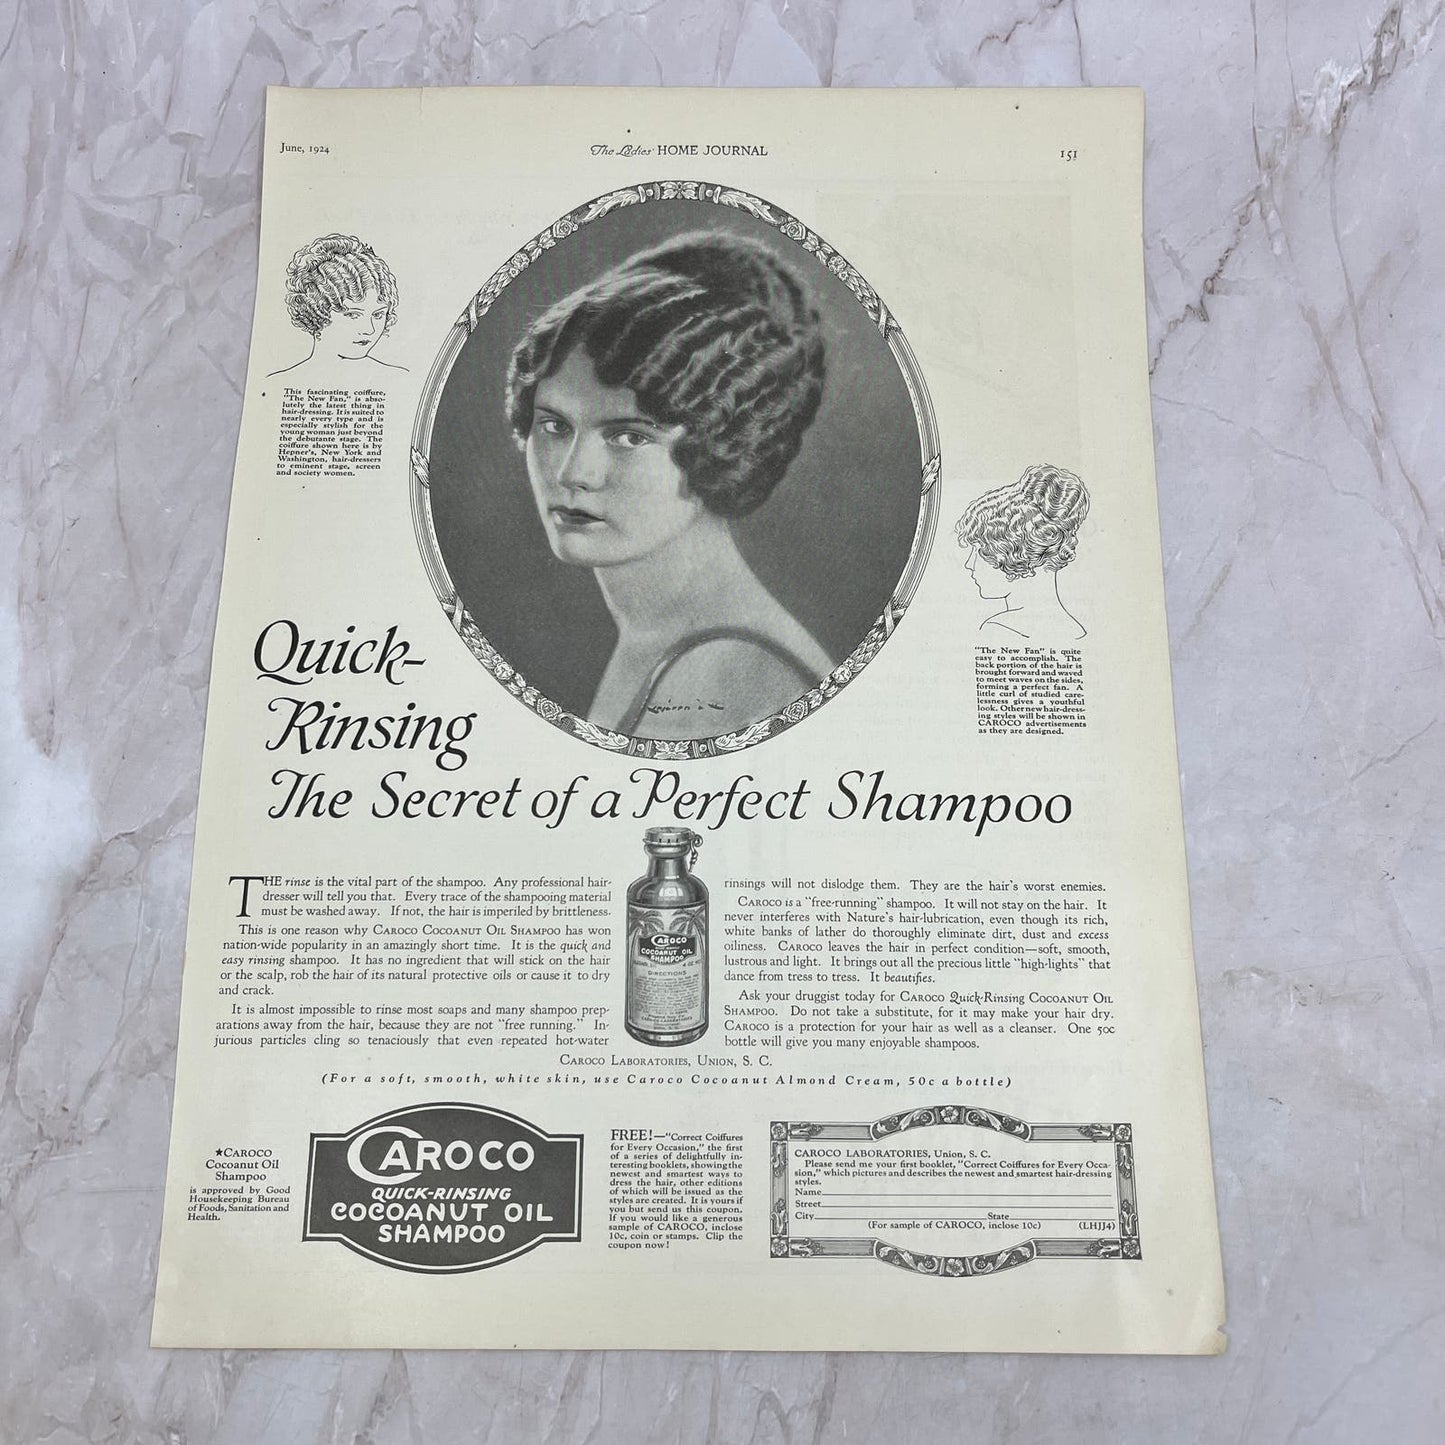 June, 1924
The Ladies' HOME JOURNAL
151
This fascinating coiffure,
"The New Fan," is abso-
lutely the latest thing in
hair-dressing. It is suited to
nearly every type and is
especially stylish for the
young woman just beyond
the debutante stage. The
coiffure shown here is by
Hepner's, New York and
Washington, hair-dressers
to eminent stage, screen
and society women.
"The New Fan" is quite
easy to accomplish. The
back portion of the hair is
brought forward and waved
to meet waves on the sides,
forming a perfect fan. A
little curl of studied care-
lessness gives a youthful
look. Other new hair-dress-
ing styles will be shown in
CAROCO advertisements
as they are designed.
Quick-
Rinsing
The Secret of a Perfect Shampoo
THE rinse is the vital part of the shampoo. Any professional hair-
dresser will tell you that. Every trace of the shampooing material
must be washed away. If not, the hair is imperiled by brittleness.
This is one reason why CAROCO COCOANUT OIL SHAMPOO has won
nation-wide popularity in an amazingly short time. It is the quick and
easy rinsing shampoo. It has no ingredient that will stick on the hair
or the scalp, rob the hair of its natural protective oils or cause it to dry
and crack.
It is almost impossible to rinse most soaps and many shampoo prep-
arations away from the hair, because they are not "free running." In-
jurious particles cling so tenaciously that even repeated hot-water
CAROCO
COCOANUT OIL
SHAMPOO
DIRECTIONS
rinsings will not dislodge them. They are the hair's worst enemies.
CAROCO is a "free-running" shampoo. It will not stay on the hair. It
never interferes with Nature's hair-lubrication, even though its rich,
white banks of lather do thoroughly eliminate dirt, dust and excess
oiliness. CAROCO leaves the hair in perfect condition—soft, smooth,
lustrous and light. It brings out all the precious little "high-lights" that
dance from tress to tress. It beautifies.
Ask your druggist today for CAROCO Quick-Rinsing COCOANUT OIL
SHAMPOO. Do not take a substitute, for it may make your hair dry.
CAROCO is a protection for your hair as well as a cleanser. One 50c
bottle will give you many enjoyable shampoos.
CAROCO LABORATORIES, UNION, S. C.
(For a soft, smooth, white skin, use Caroco Cocoanut Almond Cream, 50c a bottle)
★CAROCO
Cocoanut Oil
Shampoo
is approved by Good
Housekeeping Bureau
of Foods, Sanitation and
Health.
CAROCO
QUICK-RINSING
COCOANUT OIL
SHAMPOO
FREE!—"Correct Coiffures
for Every Occasion," the first
of a series of delightfully in-
teresting booklets, showing the
newest and smartest ways to
dress the hair, other editions
of which will be issued as the
styles are created. It is yours if
you but send us this coupon.
If you would like a generous
sample of CAROCO, inclose
10c, coin or stamps. Clip the
coupon now!
CAROCO LABORATORIES, Union, S. C.
Please send me your first booklet, "Correct Coiffures for Every Occa-
sion," which pictures and describes the newest and smartest hair-dressing
styles.
Name
Street
City State
(For sample of CAROCO, inclose 10c) (LHJJ4)